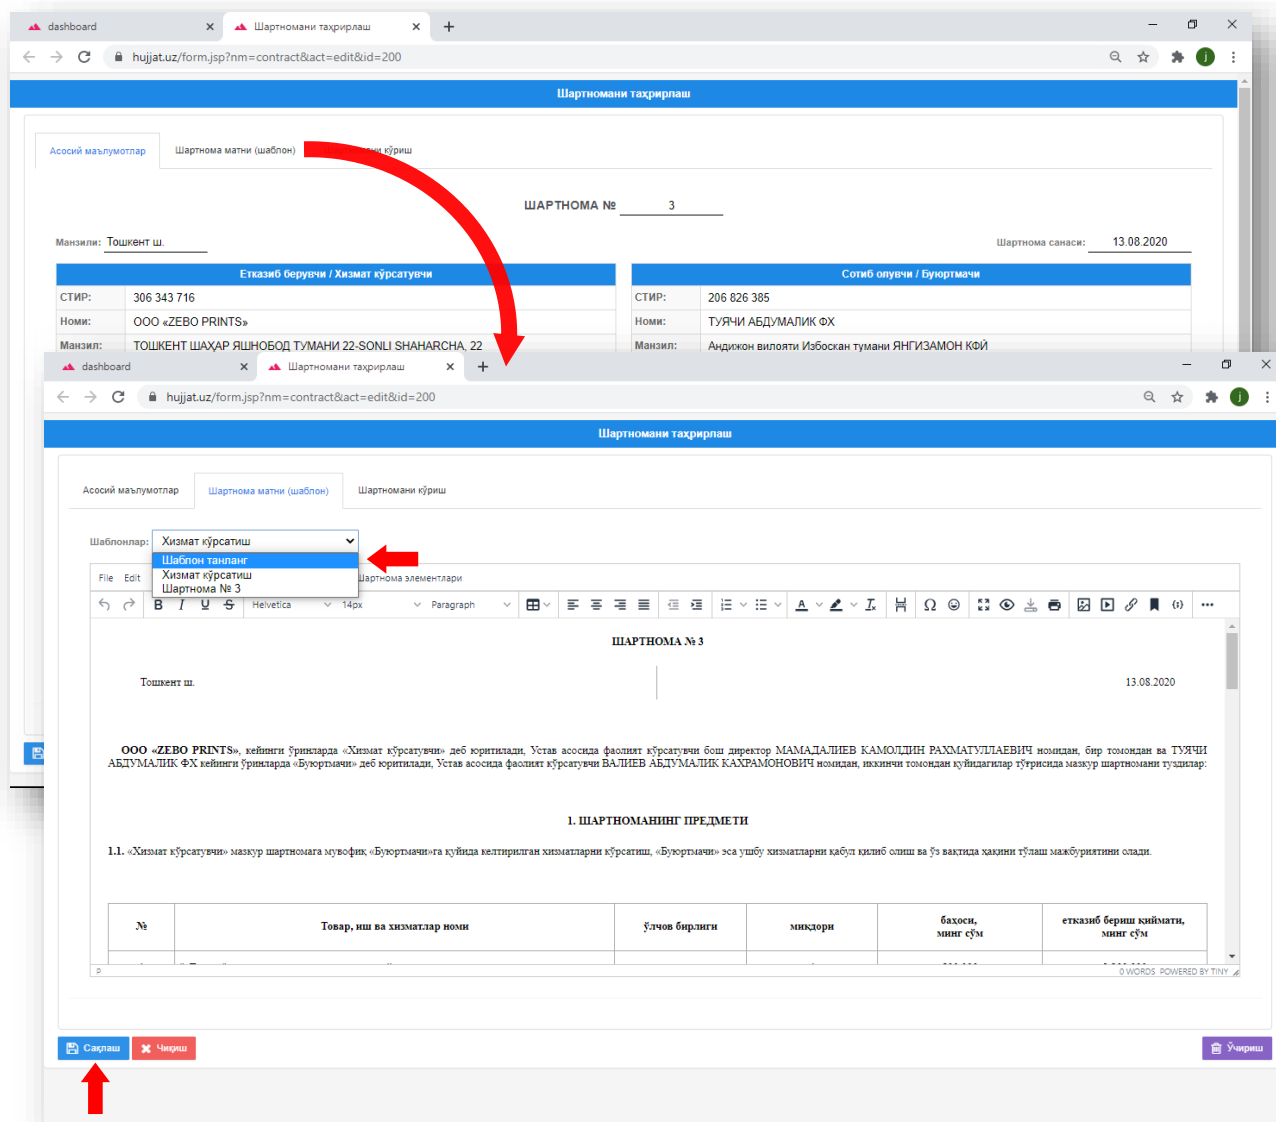 dashboard
Шартномани таҳрирлаш
hujjat.uz/form.jsp?nm=contract&act=edit&id=200
j
Шартномани таҳрирлаш
Асосий маълумотлар
Шартнома матни (шаблон)
кўриш
ШАРТНОМА № 3
Манзили: Тошкент ш.
Шартнома санаси: 13.08.2020
Етказиб берувчи / Хизмат кўрсатувчи
Сотиб олувчи / Буюртмачи
СТИР: 306 343 716
СТИР: 206 826 385
Номи: ООО «ZEBO PRINTS»
Номи: ТУЯЧИ АБДУМАЛИК ФХ
Манзил: ТОШКЕНТ ШАҲАР ЯШНОБОД ТУМАНИ 22-SONLI SHAHARCHA, 22
Манзил: Андижон вилояти Избоскан тумани ЯНГИЗАМОН КФЙ
dashboard
Шартномани таҳрирлаш
hujjat.uz/form.jsp?nm=contract&act=edit&id=200
j
Шартномани таҳрирлаш
Асосий маълумотлар
Шартнома матни (шаблон)
Шартномани кўриш
Шаблонлар: Хизмат кўрсатиш
Шаблон танланг
Хизмат кўрсатиш
Шартнома № 3
File Edit
Шартнома элементлари
B I U S Helvetica 14px Paragraph
ШАРТНОМА № 3
Тошкент ш.
13.08.2020
ООО «ZEBO PRINTS», кейинги ўринларда «Хизмат кўрсатувчи» деб юритилади, Устав асосида фаолият кўрсатувчи бош директор МАМАДАЛИЕВ КАМОЛДИН РАХМАТУЛЛАЕВИЧ номидан, бир томондан ва ТУЯЧИ
АБДУМАЛИК ФХ кейинги ўринларда «Буюртмачи» деб юритилади, Устав асосида фаолият кўрсатувчи ВАЛИЕВ АБДУМАЛИК КАХРАМОНОВИЧ номидан, иккинчи томондан қуйидагилар тўғрисида мазкур шартномани туздилар:
1. ШАРТНОМАНИНГ ПРЕДМЕТИ
1.1. «Хизмат кўрсатувчи» мазкур шартномага мувофиқ «Буюртмачи»га қуйида келтирилган хизматларни кўрсатиш, «Буюртмачи» эса ушбу хизматларни қабул қилиб олиш ва ўз вақтида ҳақини тўлаш мажбуриятини олади.
№
Товар, иш ва хизматлар номи
ўлчов бирлиги
миқдори
баҳоси,
минг сўм
етказиб бериш қиймати,
минг сўм
P
0 WORDS POWERED BY TINY
Сақлаш
Чиқиш
Ўчириш